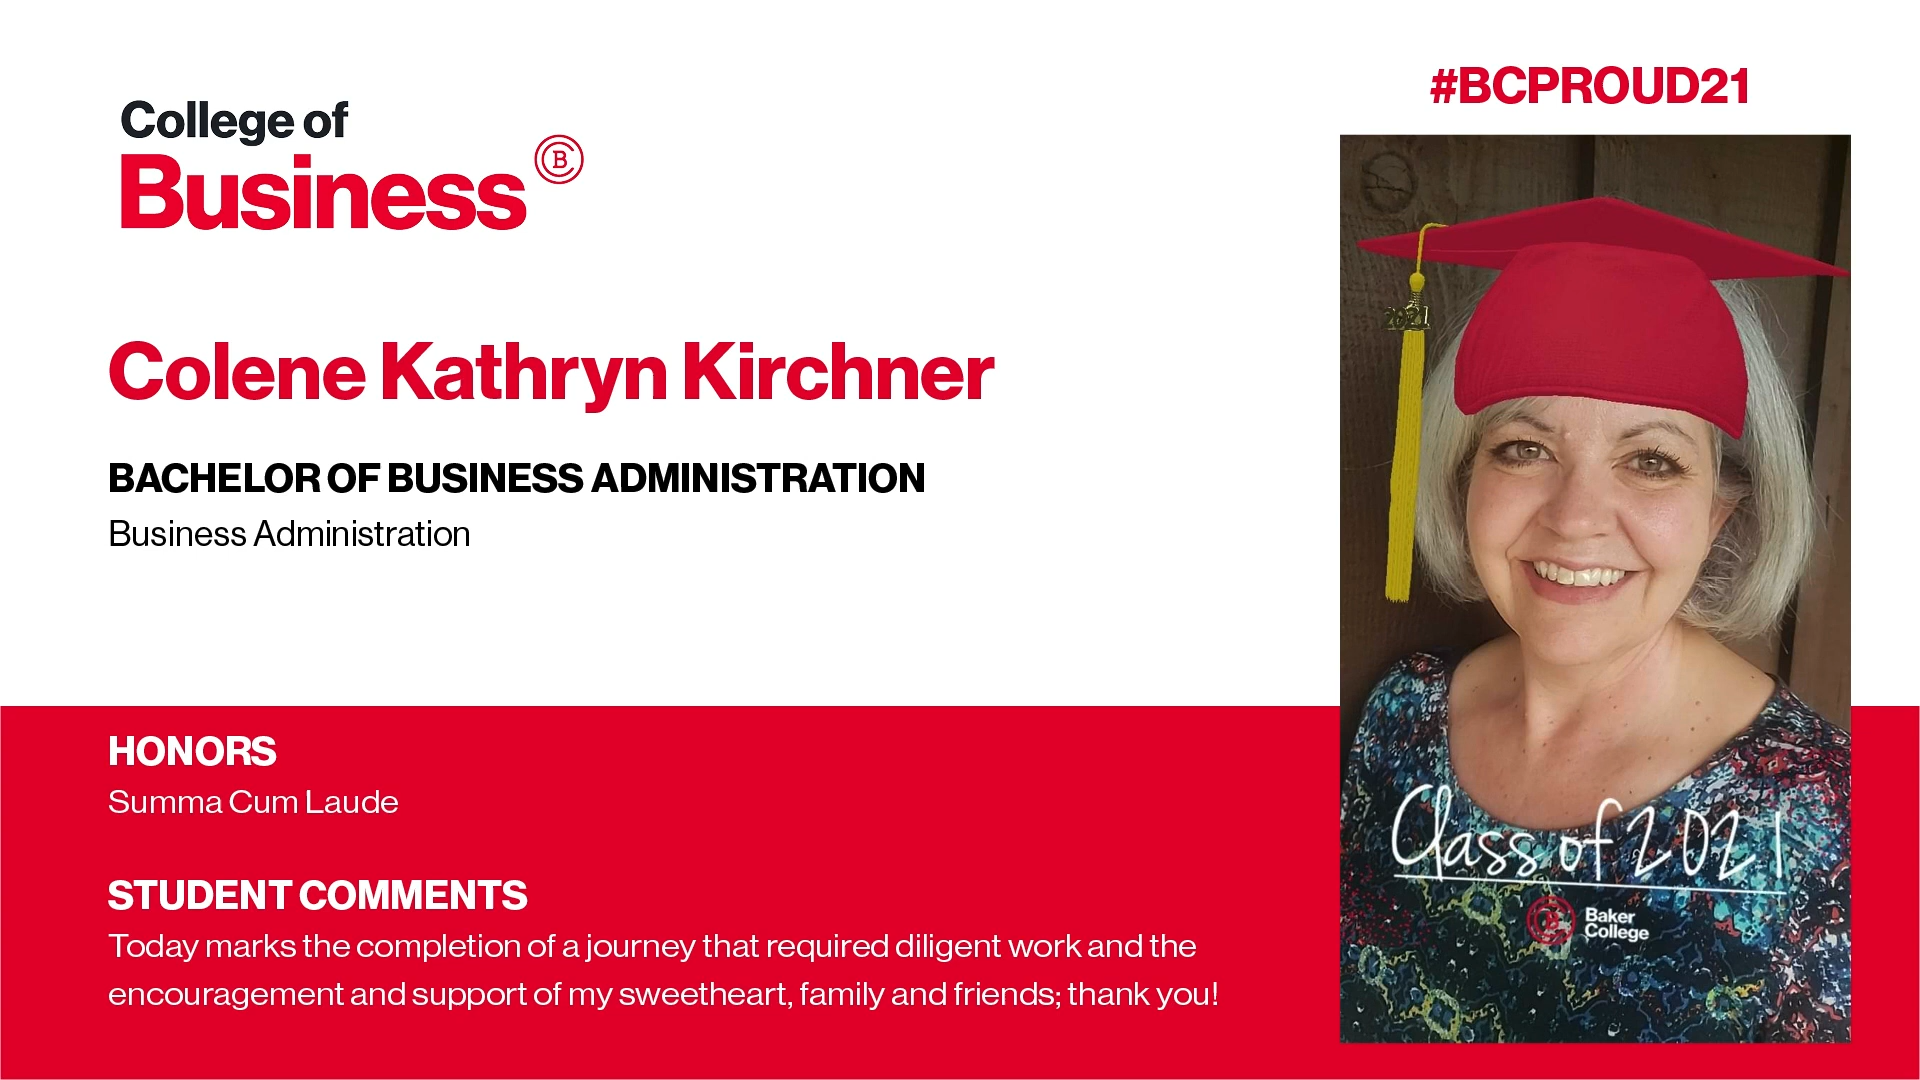 College of
Business
B
#BCPROUD21
Colene Kathryn Kirchner
BACHELOR OF BUSINESS ADMINISTRATION
Business Administration
HONORS
Summa Cum Laude
STUDENT COMMENTS
Today marks the completion of a journey that required diligent work and the
encouragement and support of my sweetheart, family and friends; thank you!
2021
Class of 2021
B
Baker
College